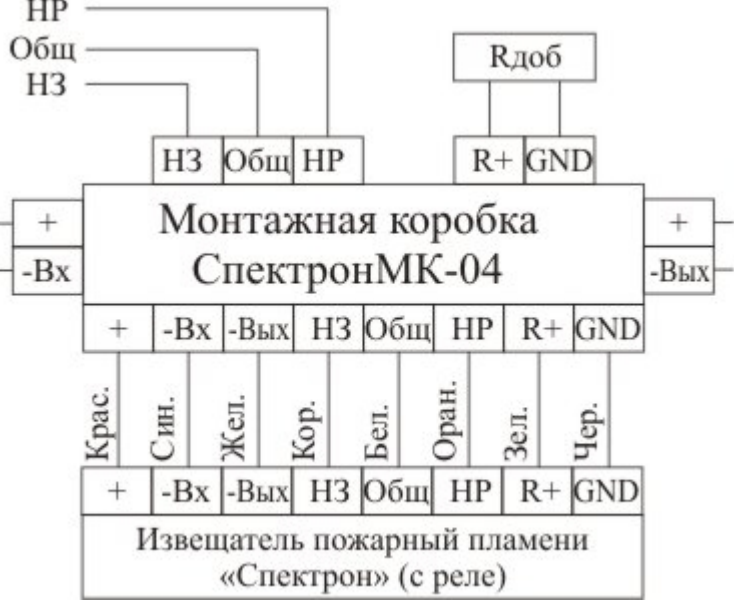 НР
Общ
НЗ
Rдоб
НЗ Общ НР R+ GND
+ Монтажная коробка +
-Вх СпектронМК-04 -Вых
+ -Вх -Вых НЗ Общ НР R+ GND
Крас. Син. Жел. Кор. Бел. Оран. Зел. Чер.
+ -Вх -Вых НЗ Общ НР R+ GND
Извещатель пожарный пламени
«Спектрон» (с реле)